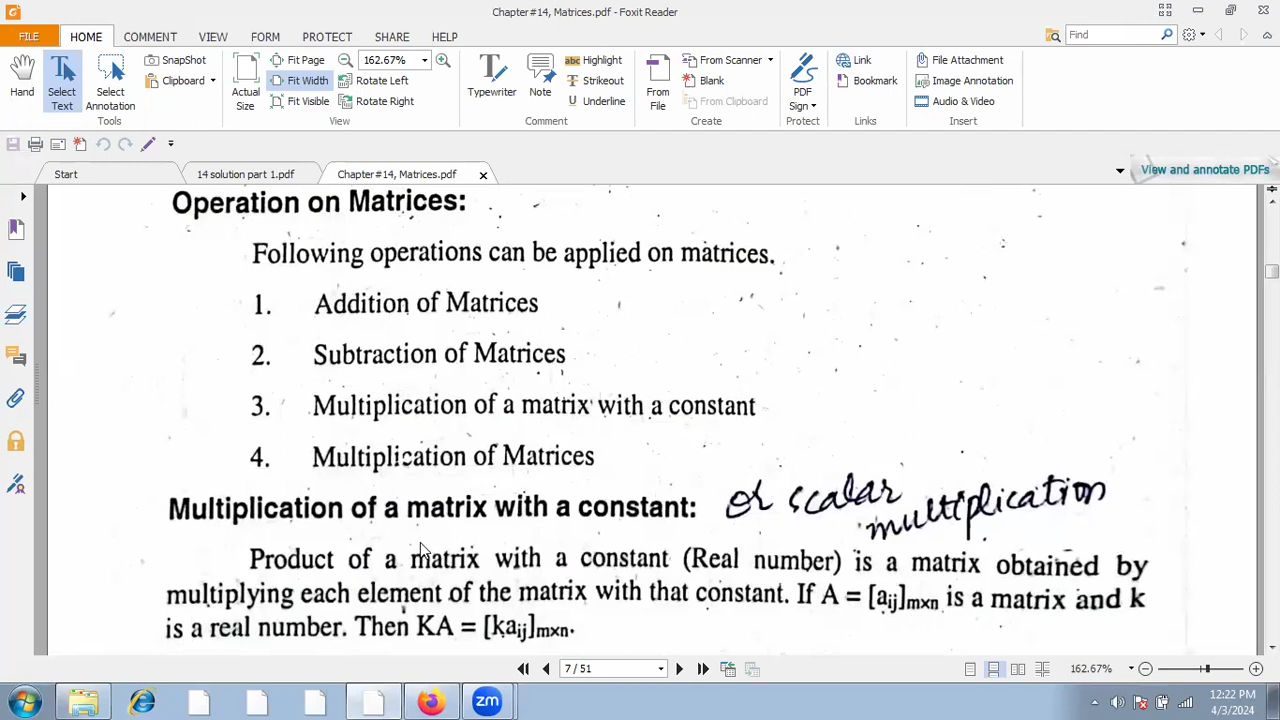 Chapter#14, Matrices.pdf - Foxit Reader
FILE HOME COMMENT VIEW FORM PROTECT SHARE HELP Find
Hand
Select Text
Select Annotation
SnapShot
Clipboard
Tools
Actual Size
Fit Page
Fit Width
Fit Visible
162.67%
Rotate Left
Rotate Right
View
Typewriter
Note
Highlight
Strikeout
Underline
Comment
From File
From Scanner
Blank
From Clipboard
Create
PDF Sign
Protect
Link
Bookmark
Links
File Attachment
Image Annotation
Audio & Video
Insert
Start 14 solution part 1.pdf Chapter#14, Matrices.pdf View and annotate PDFs
Operation on Matrices:
Following operations can be applied on matrices.
1. Addition of Matrices
2. Subtraction of Matrices
3. Multiplication of a matrix with a constant
4. Multiplication of Matrices
Multiplication of a matrix with a constant: or scalar
multiplication
Product of a matrix with a constant (Real number) is a matrix obtained by
multiplying each element of the matrix with that constant. If A = [aij]m×n is a matrix and k
is a real number. Then KA = [kaij]m×n.
7 / 51 162.67%
zm 12:22 PM
4/3/2024